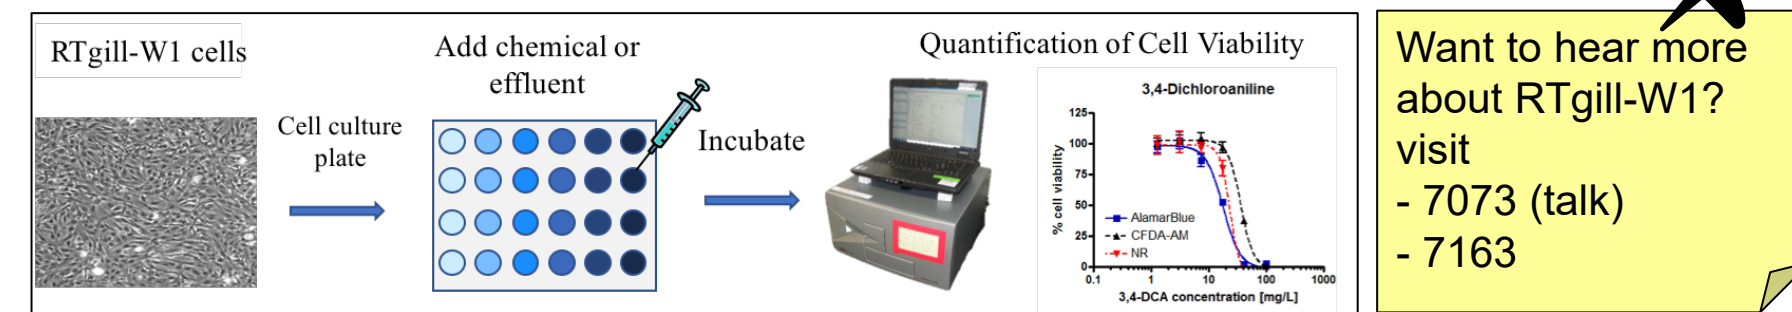 RTgill-W1 cells
Cell culture
plate
Add chemical or
effluent
Incubate
Quantification of Cell Viability
3,4-Dichloroaniline
% cell viability
125
100
75
50
25
0
AlamarBlue
CFDA-AM
NR
0.1 1 10 100 1000
3,4-DCA concentration [mg/L]
Want to hear more
about RTgill-W1?
visit
- 7073 (talk)
- 7163